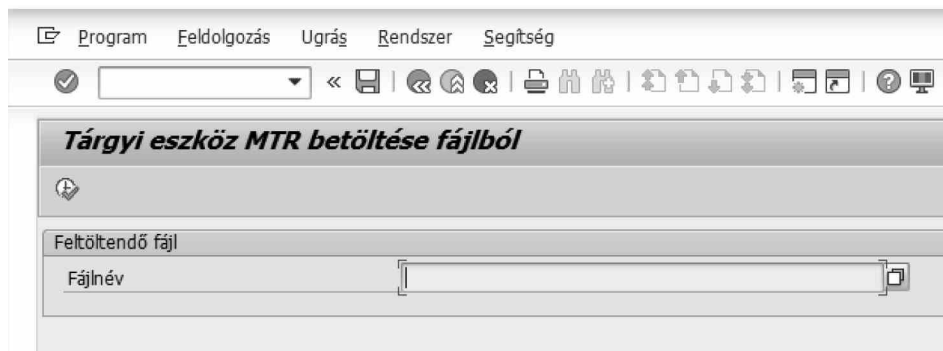 Program Feldolgozás Ugrás Rendszer Segítség
Tárgyi eszköz MTR betöltése fájlból
Feltöltendő fájl
Fájlnév